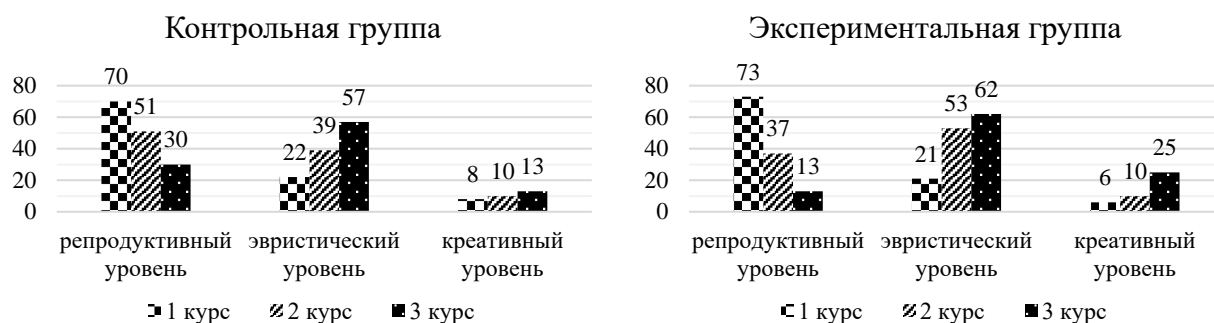 Контрольная группа
80
60
40
20
0
70
51
30
22
39
57
8
10
13
репродуктивный уровень
эвристический уровень
креативный уровень
1 курс
2 курс
3 курс
Экспериментальная группа
80
60
40
20
0
73
37
13
21
53
62
6
10
25
репродуктивный уровень
эвристический уровень
креативный уровень
1 курс
2 курс
3 курс